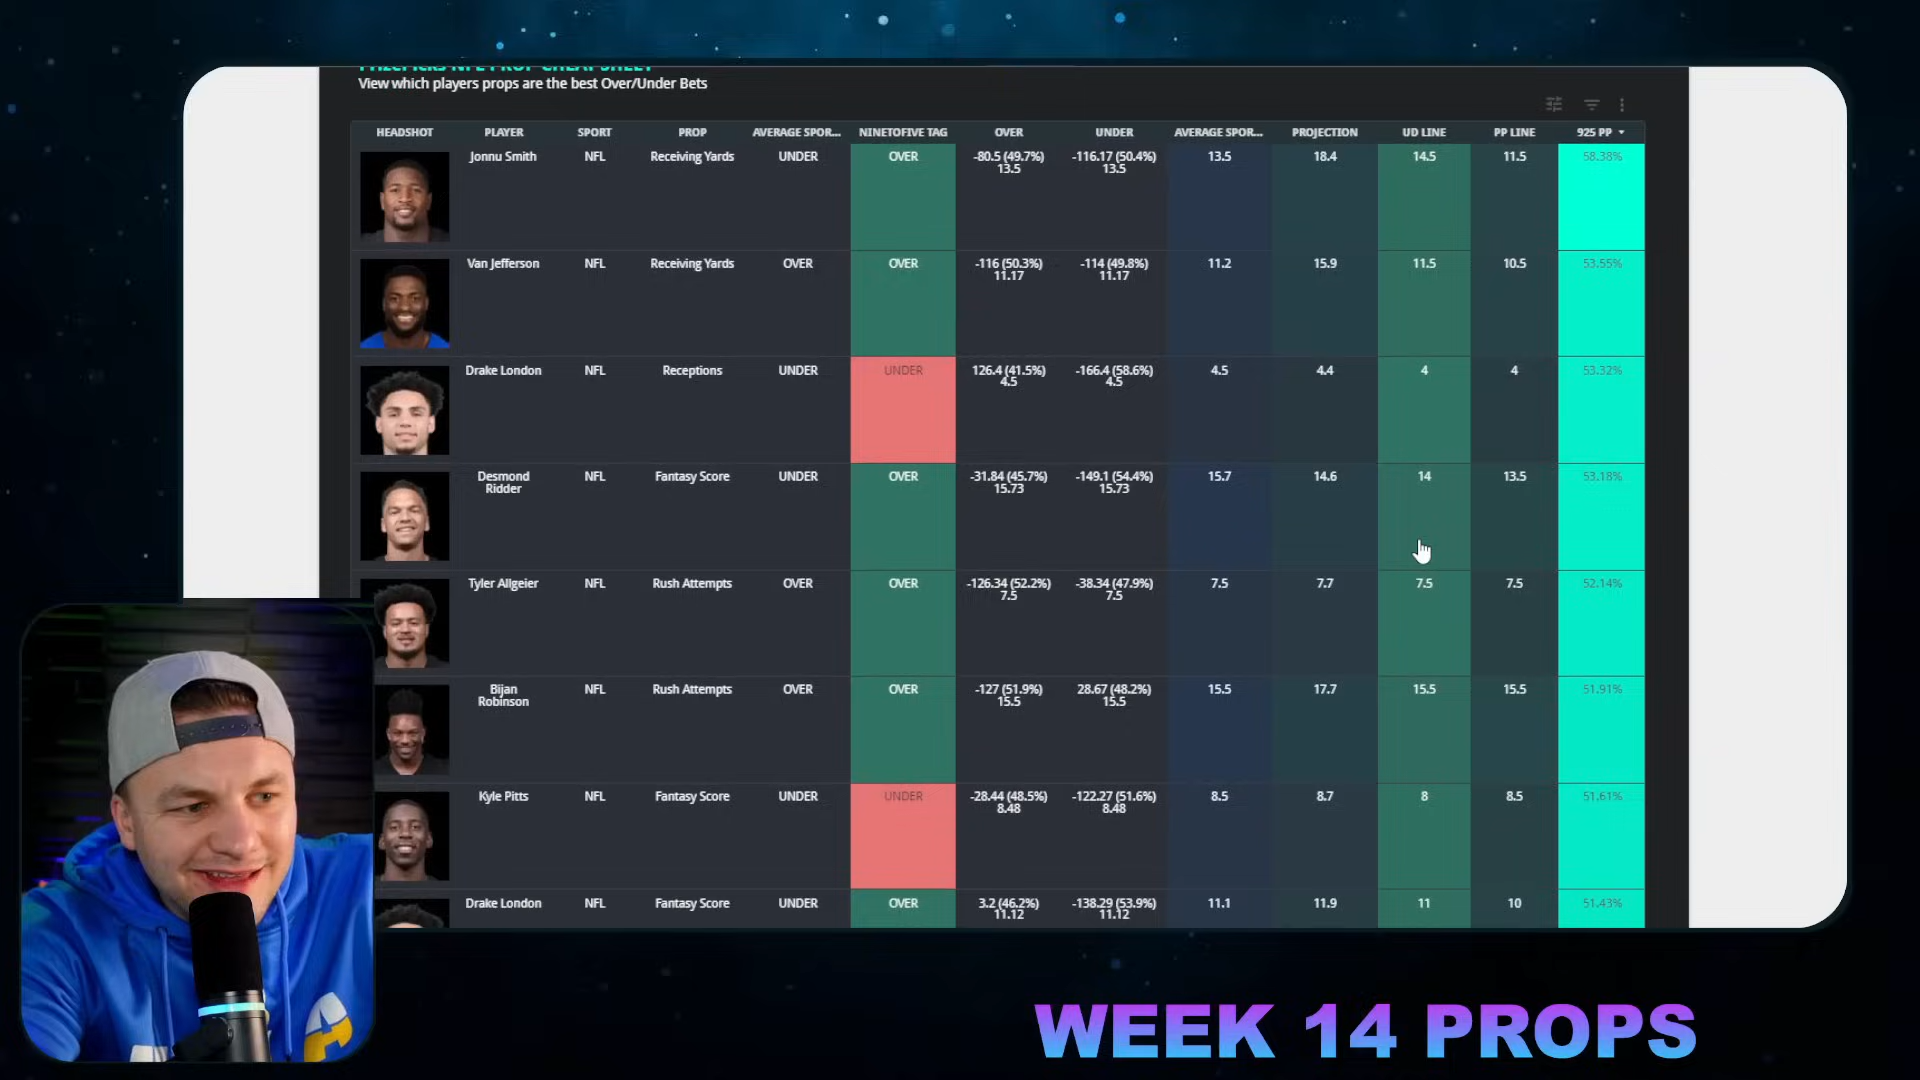 PRIZEPICKS NFL PROP CHEAP SHEET
View which players props are the best Over/Under Bets
HEADSHOT PLAYER SPORT PROP AVERAGE SPOR... NINETOFIVE TAG OVER UNDER AVERAGE SPOR... PROJECTION UD LINE PP LINE 925 PP
Jonnu Smith NFL Receiving Yards UNDER OVER -80.5 (49.7%) -116.17 (50.4%) 13.5 18.4 14.5 11.5 58.38%
13.5 13.5
Van Jefferson NFL Receiving Yards OVER OVER -116 (50.3%) -114 (49.8%) 11.2 15.9 11.5 10.5 53.55%
11.17 11.17
Drake London NFL Receptions UNDER UNDER 126.4 (41.5%) -166.4 (58.6%) 4.5 4.4 4 4 53.32%
4.5 4.5
Desmond NFL Fantasy Score UNDER OVER -31.84 (45.7%) -149.1 (54.4%) 15.7 14.6 14 13.5 53.18%
Ridder 15.73 15.73
Tyler Allgeier NFL Rush Attempts OVER OVER -126.34 (52.2%) -38.34 (47.9%) 7.5 7.7 7.5 7.5 52.14%
7.5 7.5
Bijan NFL Rush Attempts OVER OVER -127 (51.9%) 28.67 (48.2%) 15.5 17.7 15.5 15.5 51.91%
Robinson 15.5 15.5
Kyle Pitts NFL Fantasy Score UNDER UNDER -28.44 (48.5%) -122.27 (51.6%) 8.5 8.7 8 8.5 51.61%
8.48 8.48
Drake London NFL Fantasy Score UNDER OVER 3.2 (46.2%) -138.29 (53.9%) 11.1 11.9 11 10 51.43%
11.12 11.12
WEEK 14 PROPS